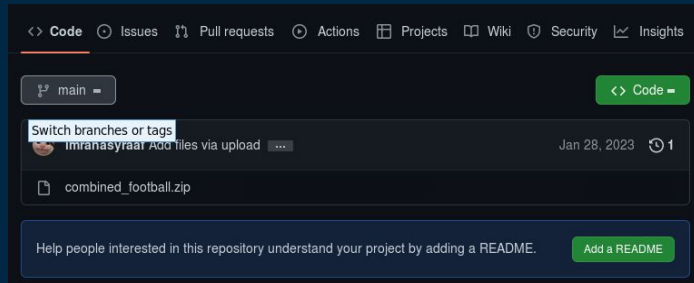 Code Issues Pull requests Actions Projects Wiki Security Insights
main Code
Switch branches or tags
imranasyraaf Add files via upload ... Jan 28, 2023 1
combined_football.zip
Help people interested in this repository understand your project by adding a README. Add a README